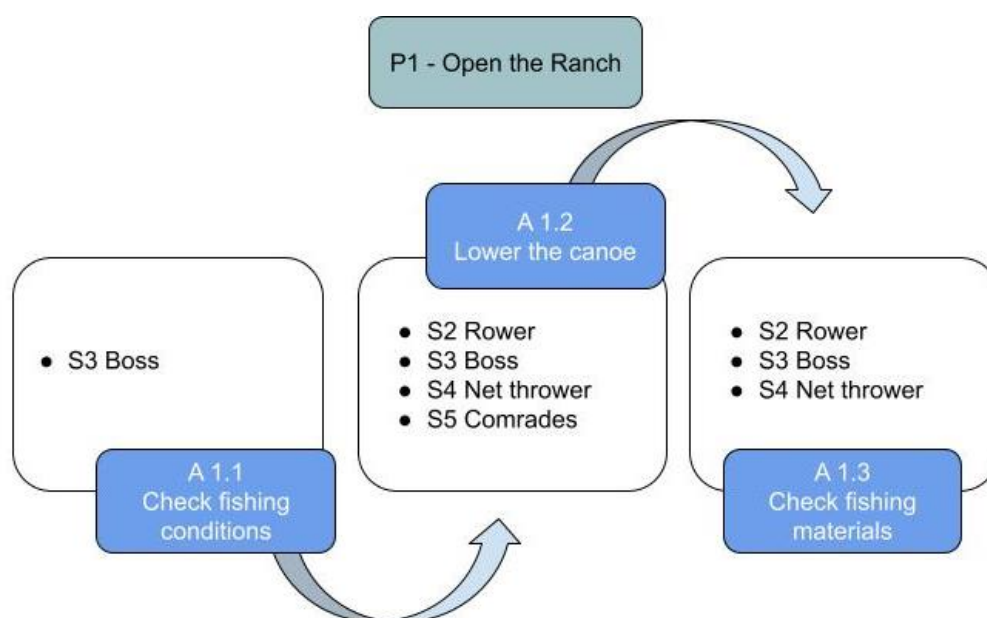 P1 - Open the Ranch
● S3 Boss
A 1.1
Check fishing
conditions
A 1.2
Lower the canoe
● S2 Rower
● S3 Boss
● S4 Net thrower
● S5 Comrades
● S2 Rower
● S3 Boss
● S4 Net thrower
A 1.3
Check fishing
materials